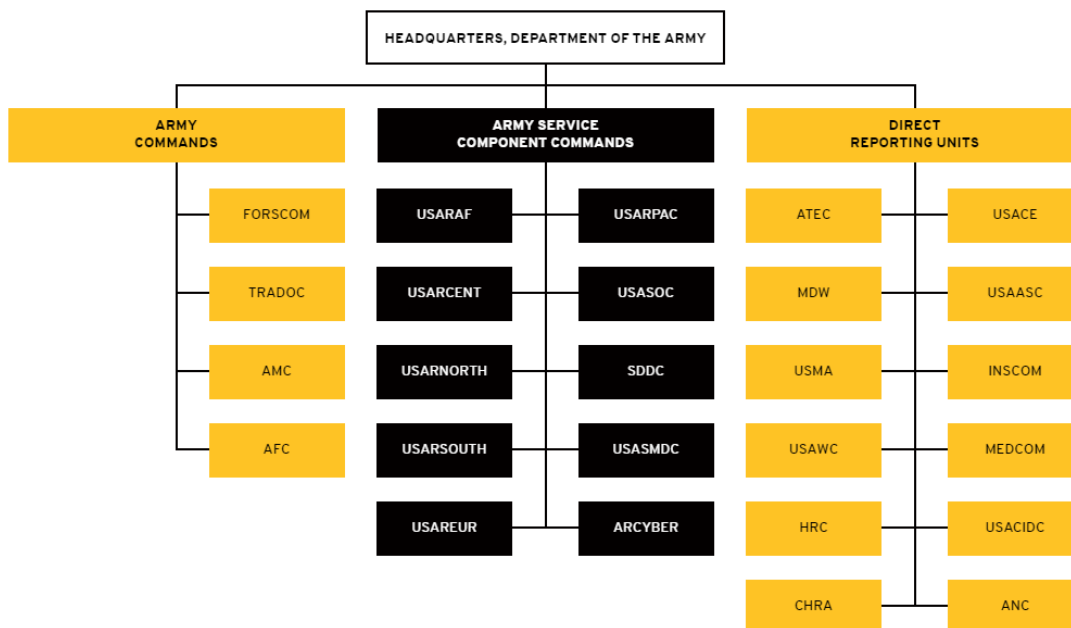 HEADQUARTERS, DEPARTMENT OF THE ARMY
ARMY
COMMANDS
ARMY SERVICE
COMPONENT COMMANDS
DIRECT
REPORTING UNITS
FORSCOM
TRADOC
AMC
AFC
USARAF
USARPAC
USARCENT
USASOC
USARNORTH
SDDC
USARSOUTH
USASMDC
USAREUR
ARCYBER
ATEC
USACE
MDW
USAASC
USMA
INSCOM
USAWC
MEDCOM
HRC
USACIDC
CHRA
ANC